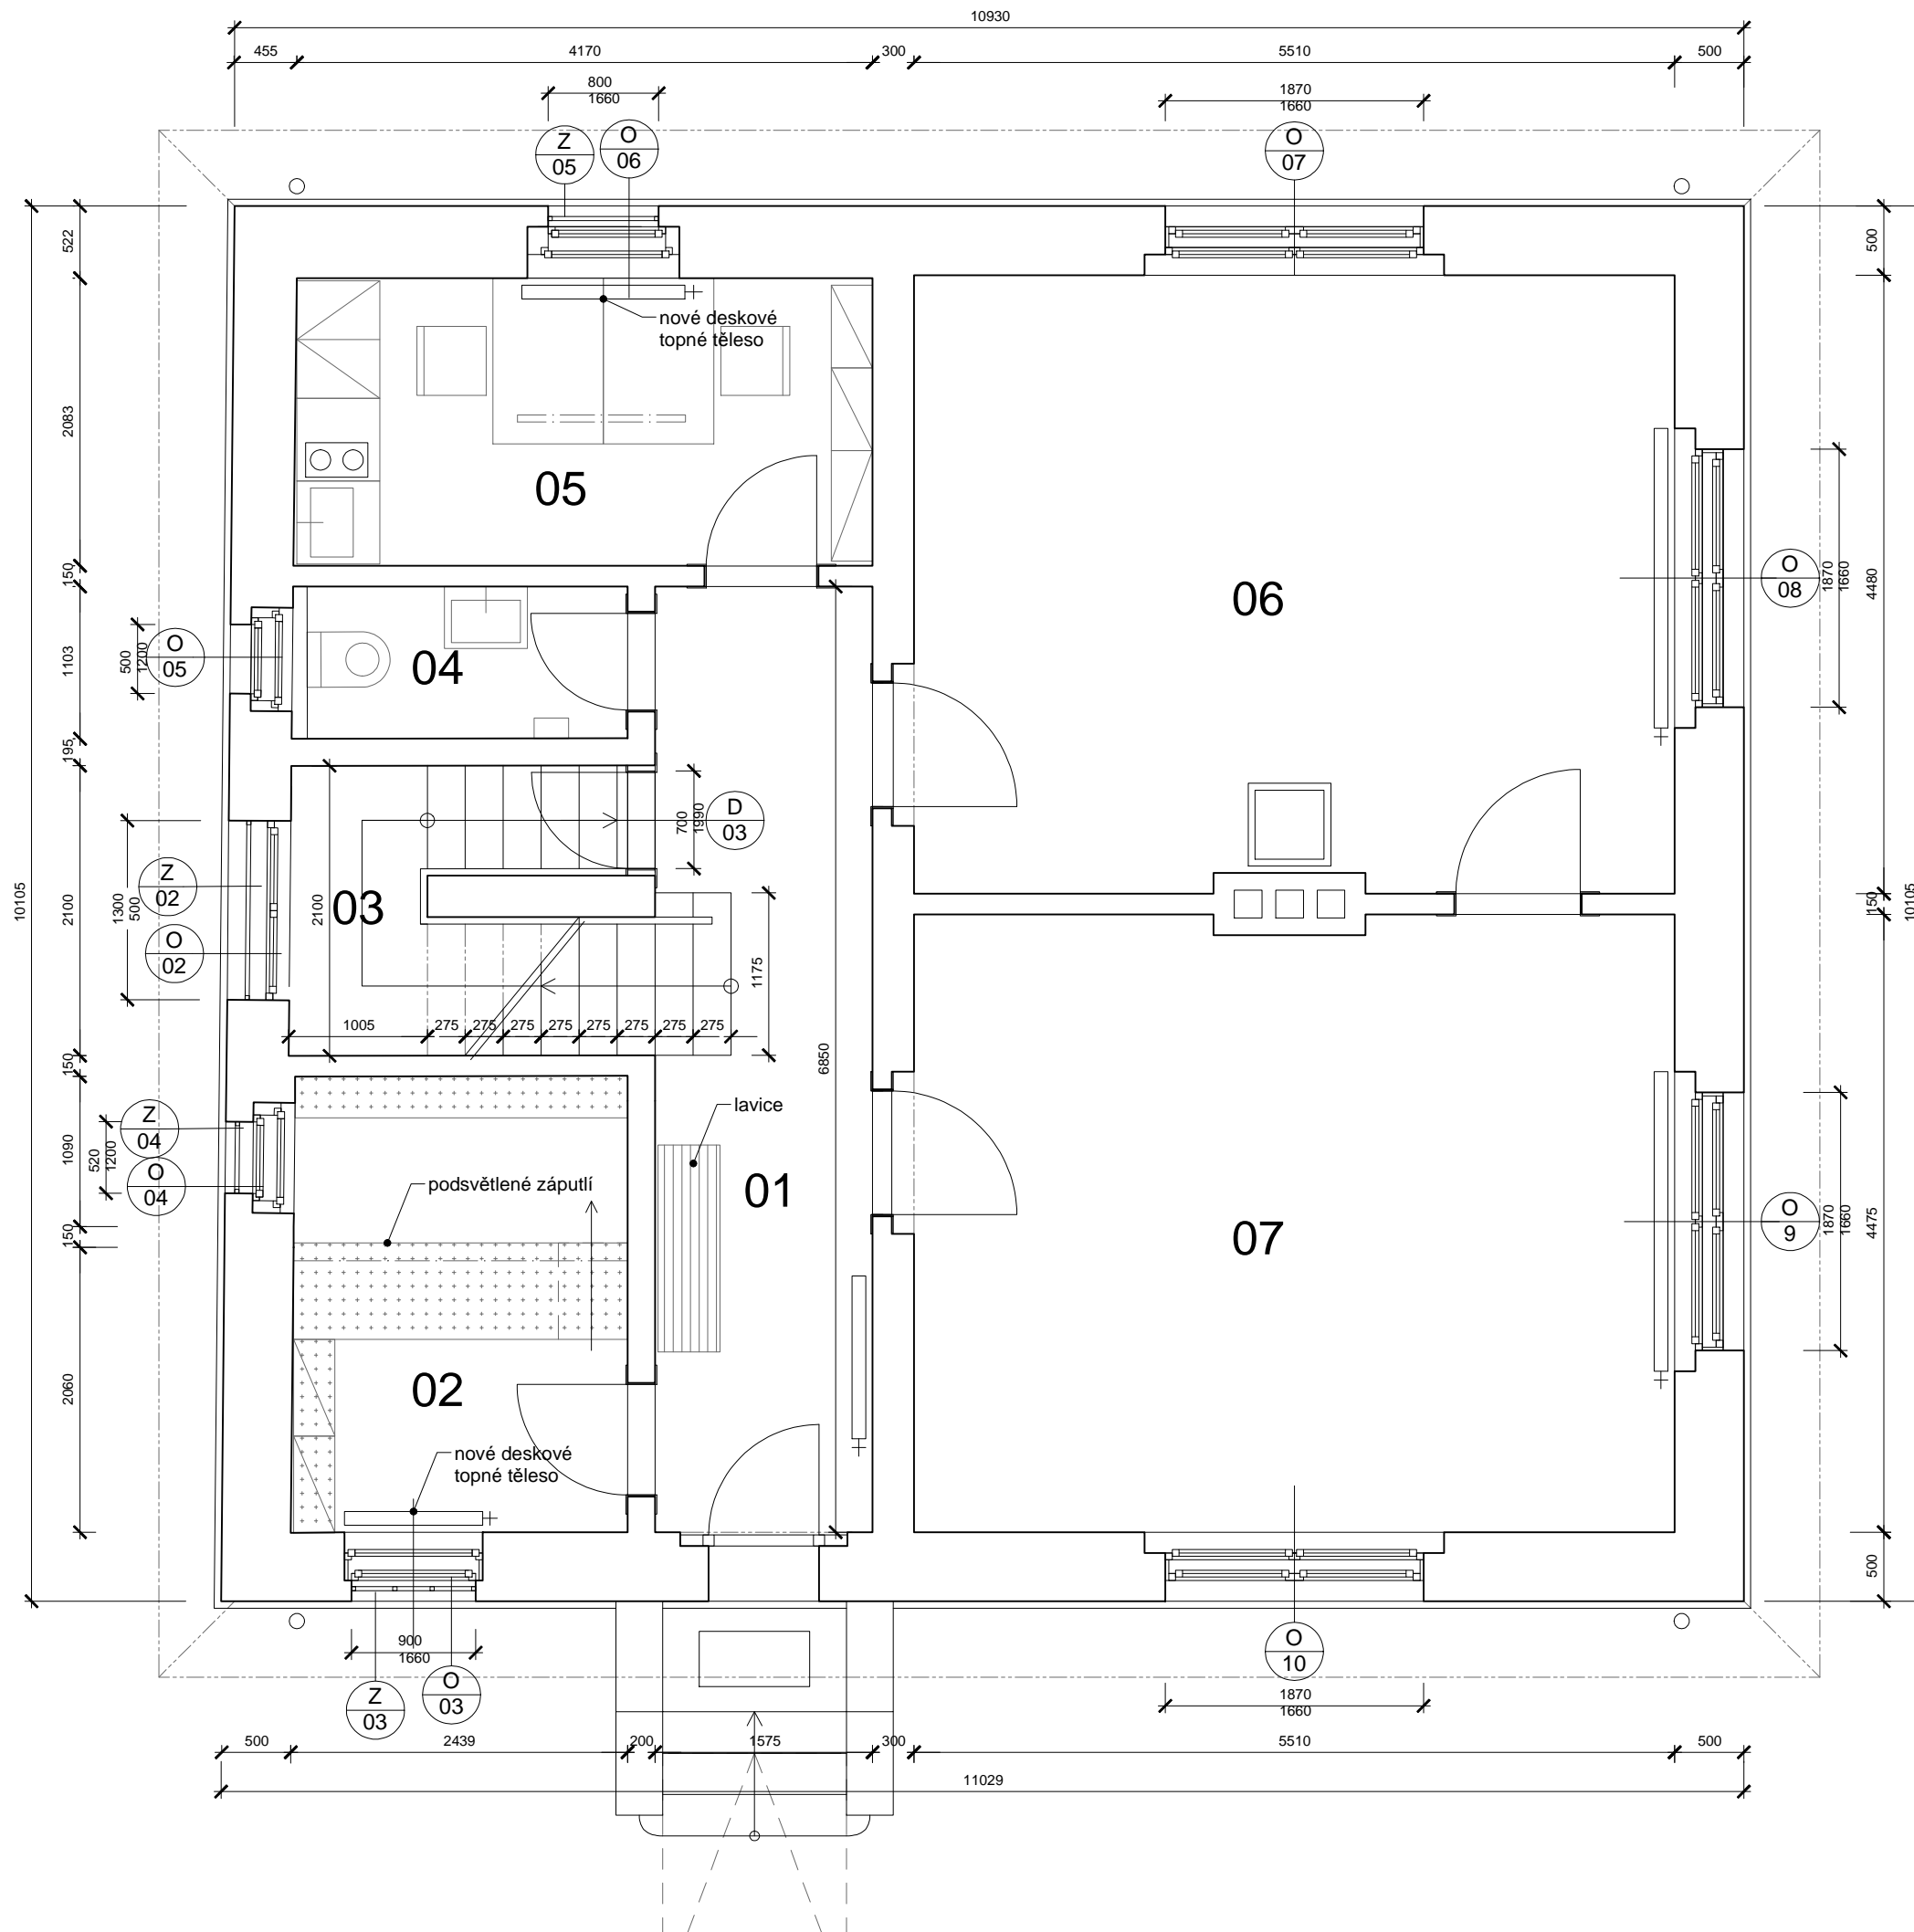 10930
455 4170 300 5510 500
800
1660
1870
1660
Z
05
O
06
O
07
522
500
nové deskové
topné těleso
2083
05
06
O
08
1870
1660
4480
150
O
05
500
1200
1103
04
195
D
03
700
1990
10105
Z
02
O
02
1300
500
2100
2100
03
1175
150
10105
1005 275 275 275 275 275 275 275 275
6850
150
Z
04
O
04
520
1200
1090
150
lavice
podsvětlené záputlí
01
07
O
9
1870
1660
4475
2060
02
nové deskové
topné těleso
500
900
1660
Z
03
O
03
O
10
1870
1660
500 2439 200 1575 300 5510 500
11029